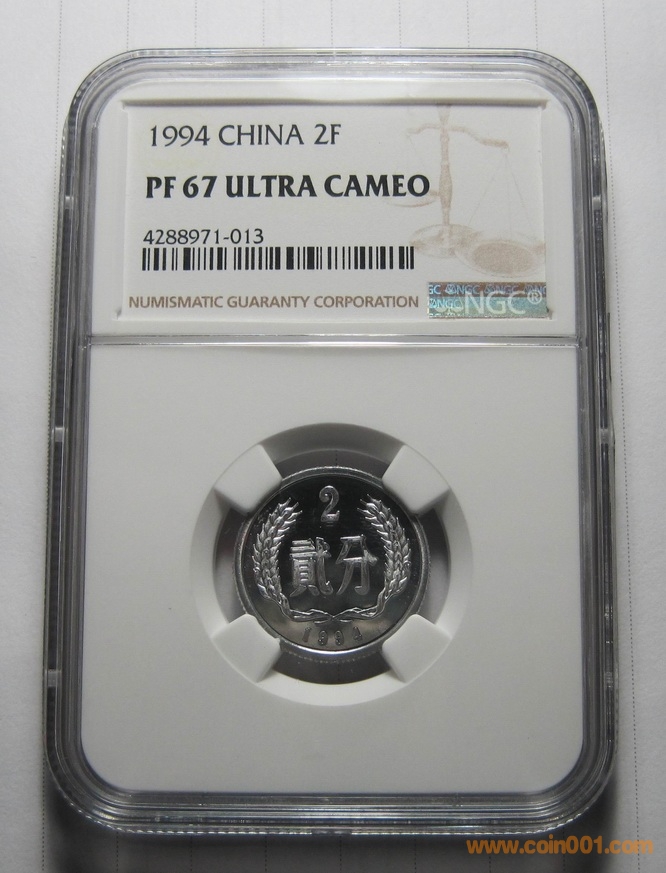 1994 CHINA 2F
PF 67 ULTRA CAMEO
4288971-013
NUMISMATIC GUARANTY CORPORATION
NGC®
2
貳分
1994
www.coin001.com